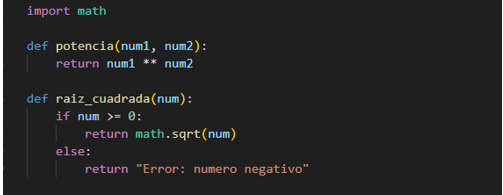 import math
def potencia(num1, num2):
    return num1 ** num2
def raiz_cuadrada(num):
    if num >= 0:
        return math.sqrt(num)
    else:
        return "Error: numero negativo"